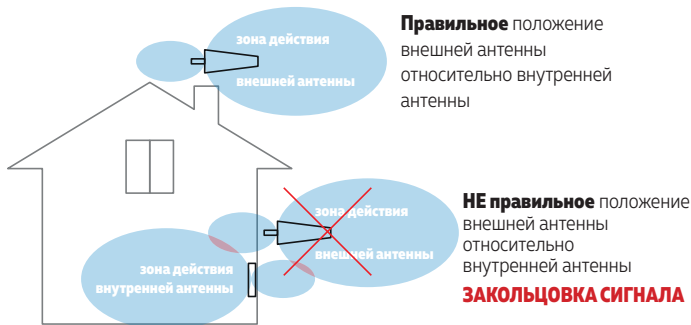 зона действия
внешней антенны
Правильное положение
внешней антенны
относительно внутренней
антенны
зона действия
внешней антенны
НЕ правильное положение
внешней антенны
относительно
внутренней антенны
ЗАКОЛЬЦОВКА СИГНАЛА
зона действия
внутренней антенны